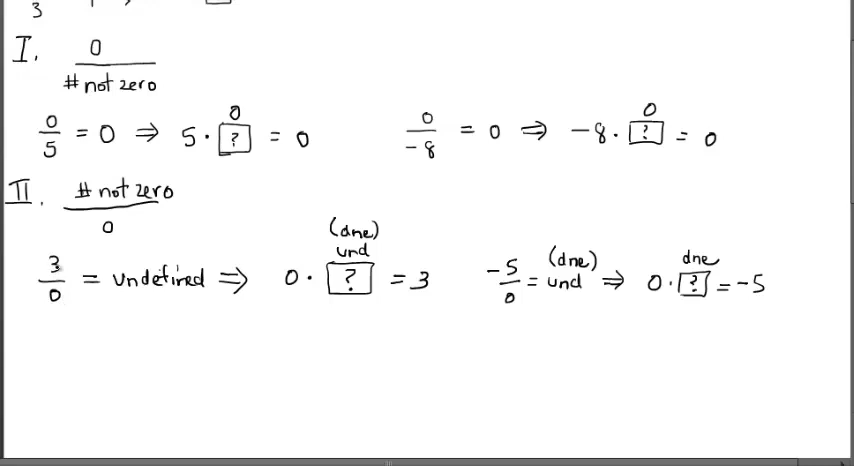 3
I. 0
# not zero
0
0/5 = 0 ⇒ 5 · [?] = 0
0
0/-8 = 0 ⇒ -8 · [?] = 0
II. # not zero
0
(dne)
und
3/0 = undefined ⇒ 0 · [?] = 3
(dne) dne
-5/0 = und ⇒ 0 · [?] = -5